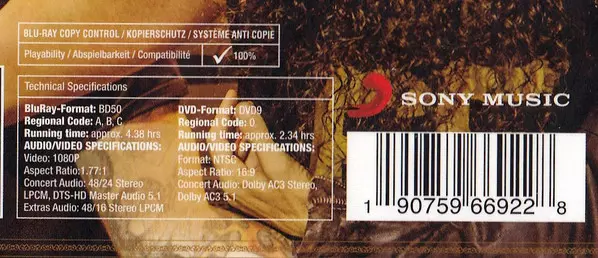 BLU-RAY COPY CONTROL / KOPIERSCHUTZ / SYSTÈME ANTI COPIE
Playability / Abspielbarkeit / Compatibilité 100%
Technical Specifications
BluRay-Format: BD50
Regional Code: A, B, C
Running time: approx. 4.38 hrs
AUDIO/VIDEO SPECIFICATIONS:
Video: 1080P
Aspect Ratio:1.77:1
Concert Audio: 48/24 Stereo
LPCM, DTS-HD Master Audio 5.1
Extras Audio: 48/16 Stereo LPCM
DVD-Format: DVD9
Regional Code: 0
Running time: approx. 2.34 hrs
AUDIO/VIDEO SPECIFICATIONS:
Format: NTSC
Aspect Ratio: 16:9
Concert Audio: Dolby AC3 Stereo,
Dolby AC3 5.1
SONY MUSIC
1 90759 66922 8